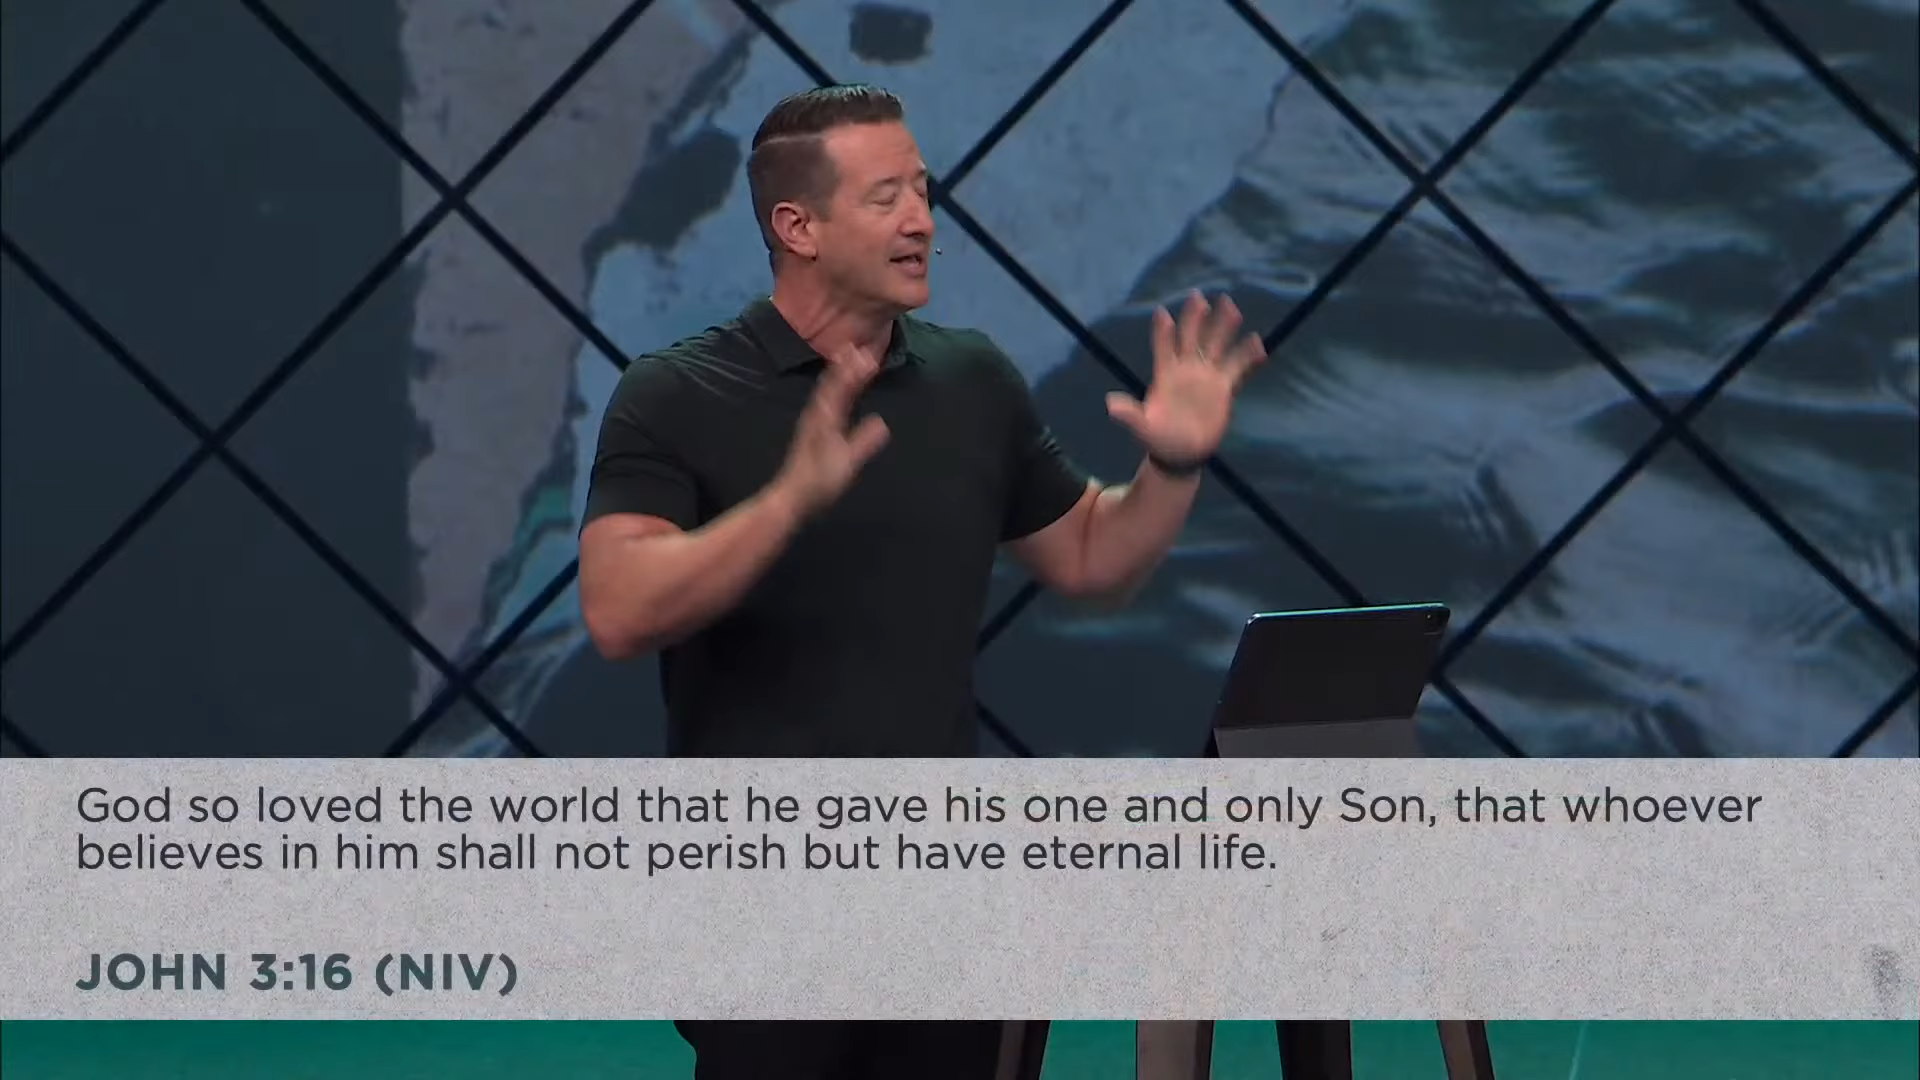 God so loved the world that he gave his one and only Son, that whoever
believes in him shall not perish but have eternal life.
JOHN 3:16 (NIV)